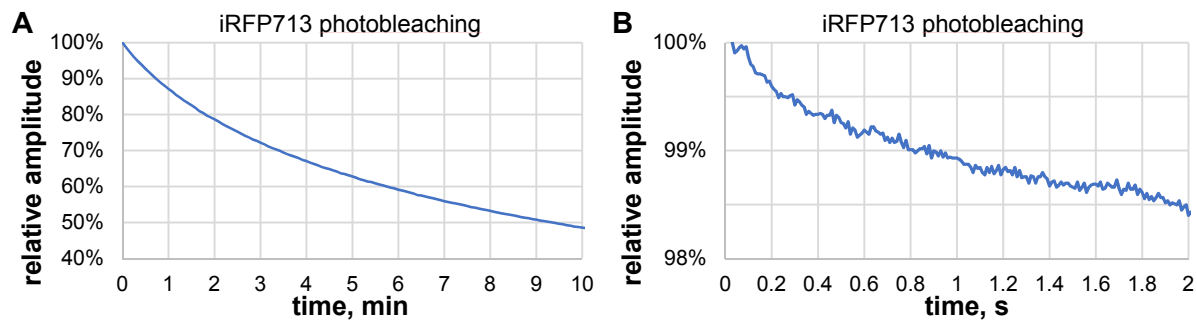 A
iRFP713 photobleaching
100%
90%
80%
70%
60%
50%
40%
relative amplitude
0 1 2 3 4 5 6 7 8 9 10
time, min
B
iRFP713 photobleaching
100%
99%
98%
relative amplitude
0 0.2 0.4 0.6 0.8 1 1.2 1.4 1.6 1.8 2
time, s